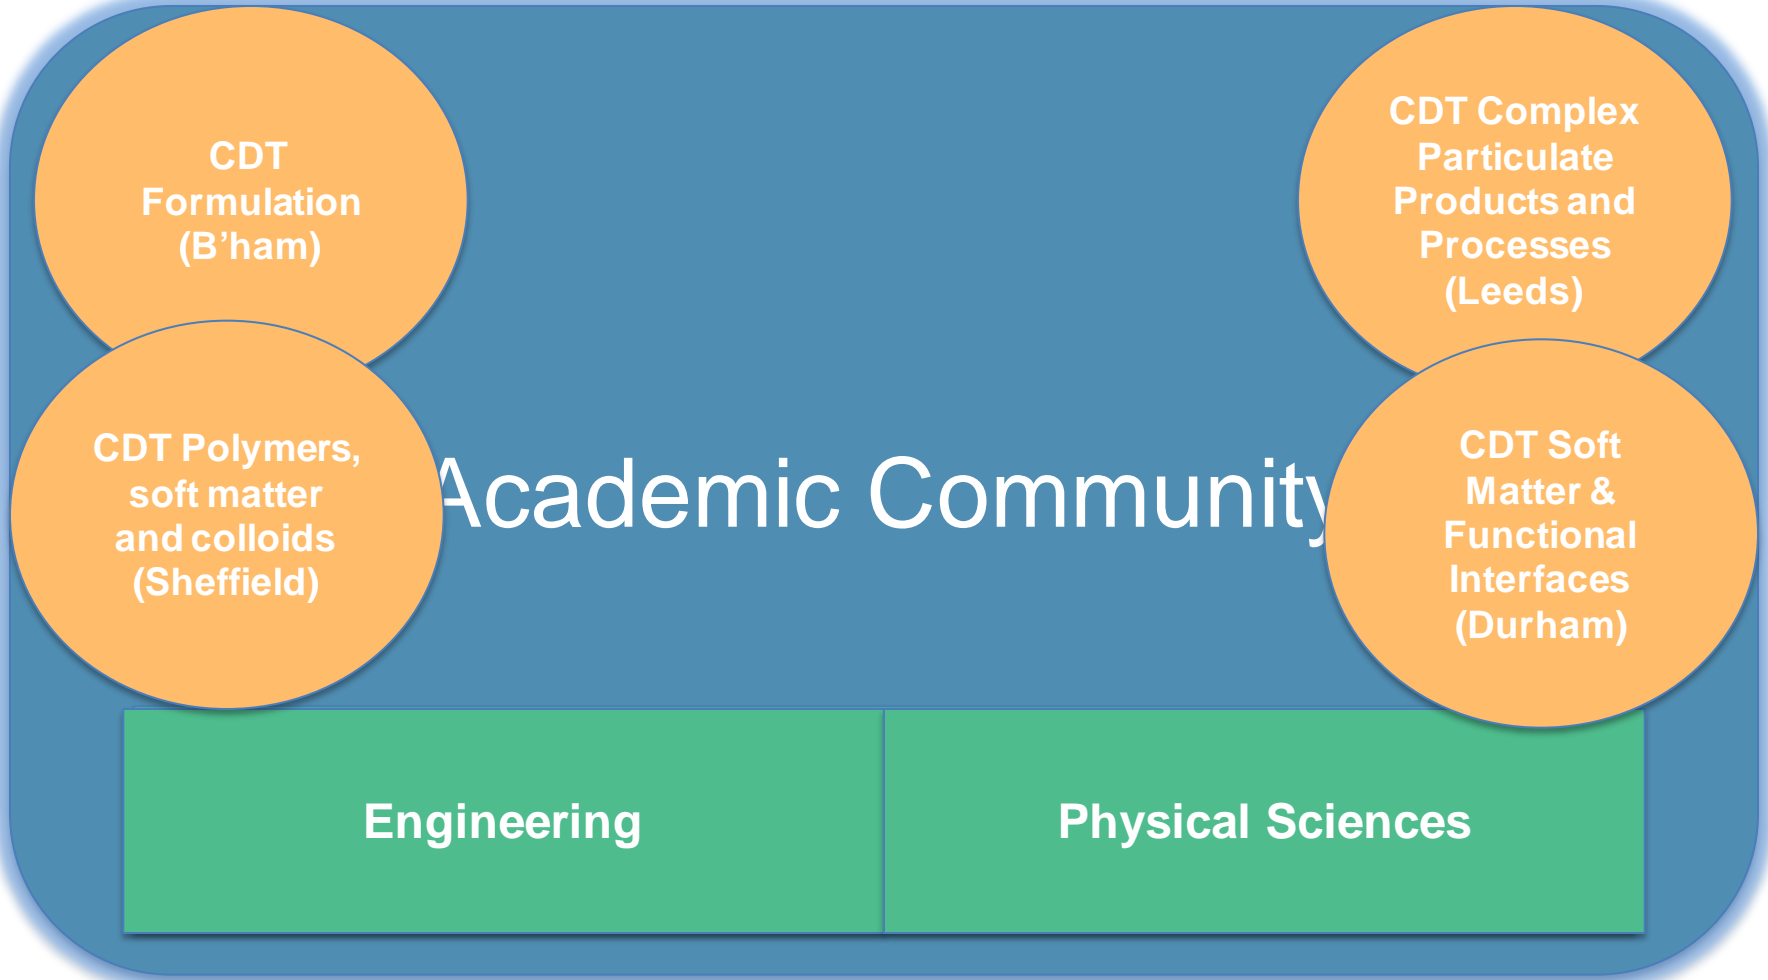 CDT
Formulation
(B’ham)
CDT Complex
Particulate
Products and
Processes
(Leeds)
CDT Polymers,
soft matter
and colloids
(Sheffield)
Academic Community
CDT Soft
Matter &
Functional
Interfaces
(Durham)
Engineering
Physical Sciences